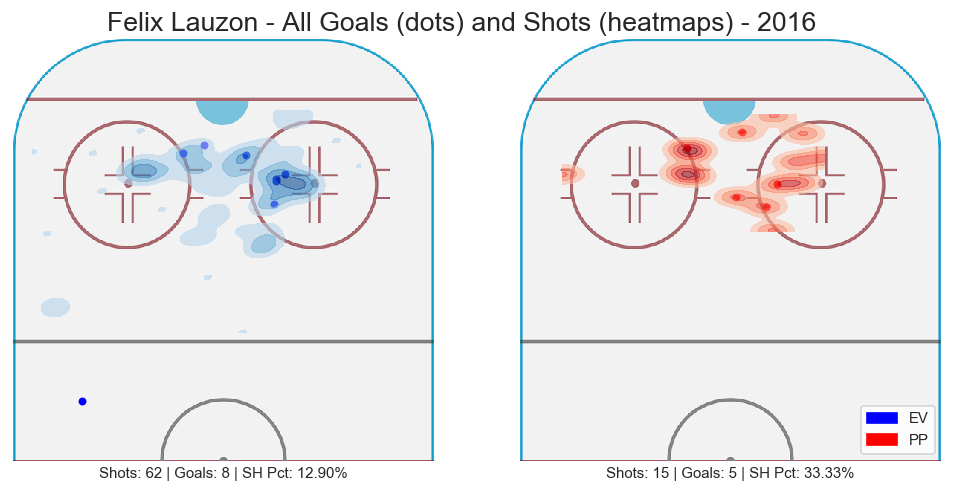 Felix Lauzon - All Goals (dots) and Shots (heatmaps) - 2016
EV
PP
Shots: 62 | Goals: 8 | SH Pct: 12.90%
Shots: 15 | Goals: 5 | SH Pct: 33.33%